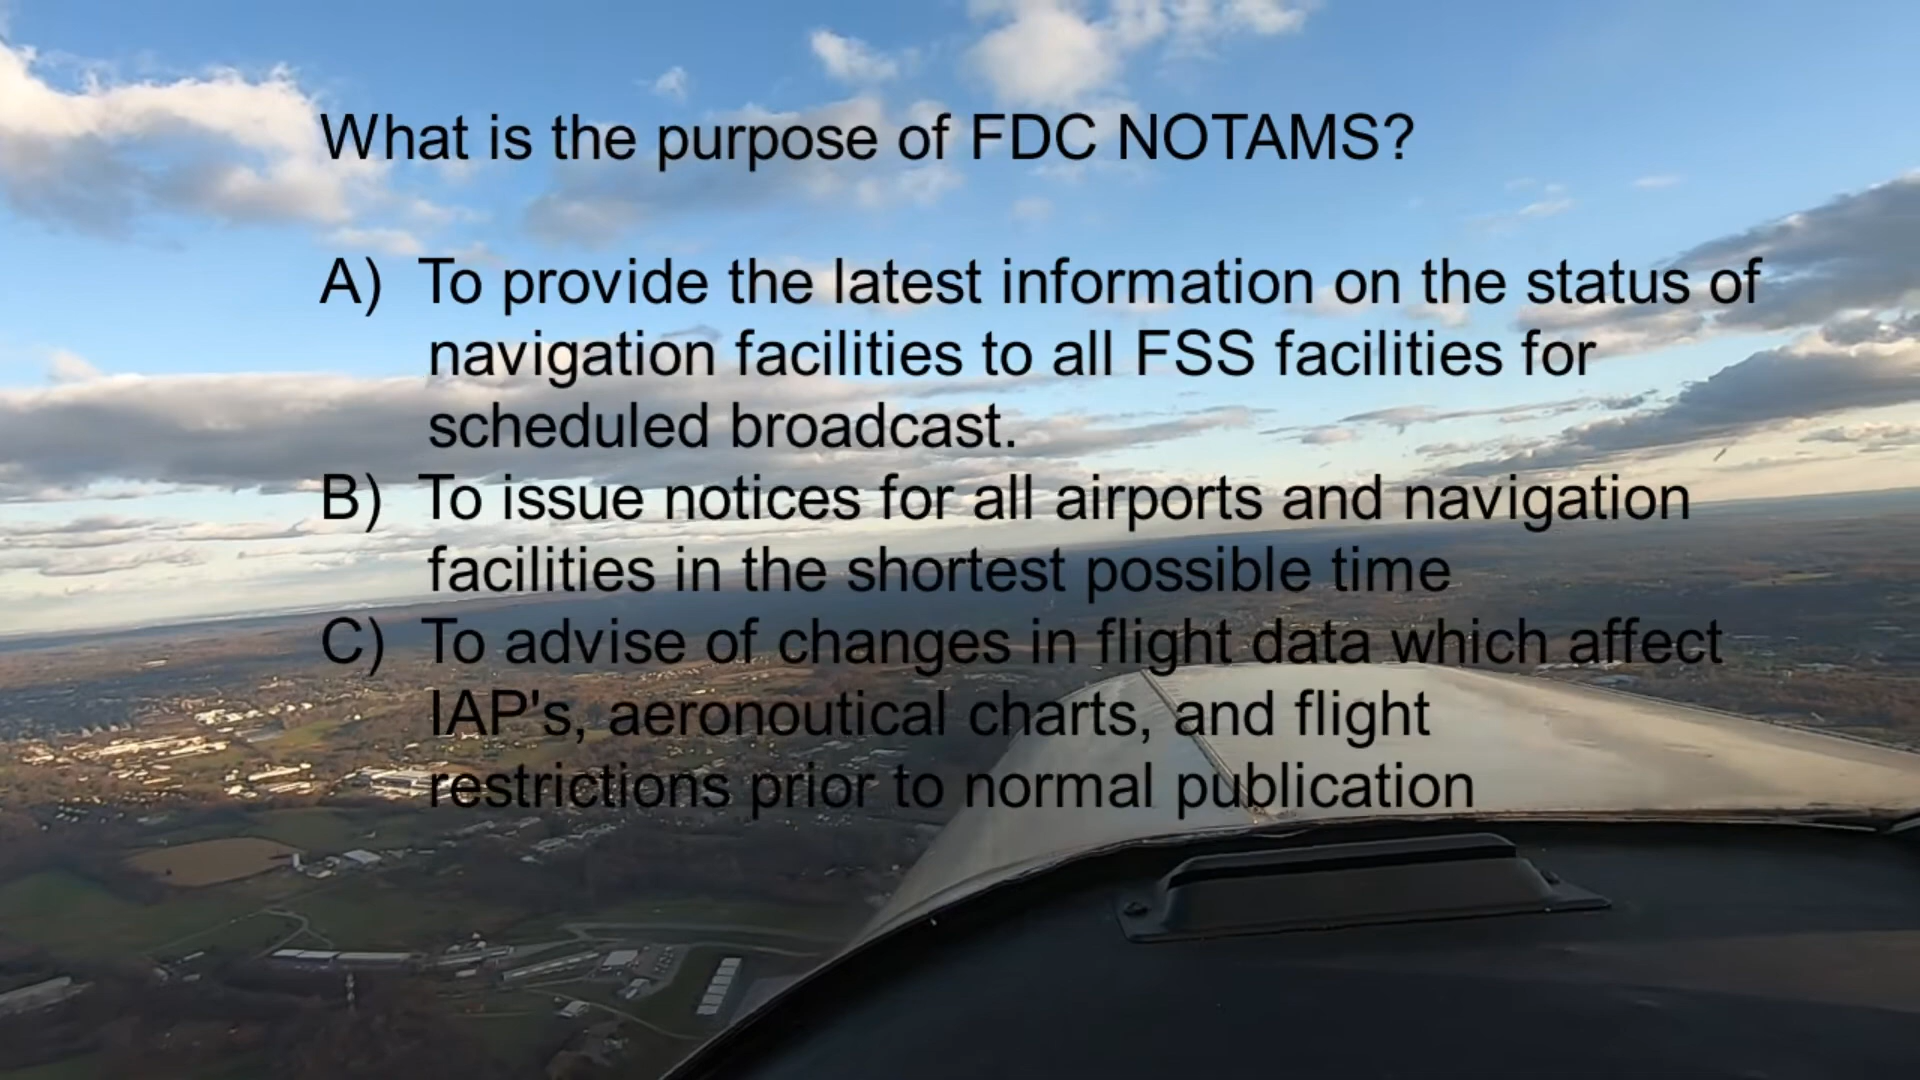 What is the purpose of FDC NOTAMS?
A) To provide the latest information on the status of
navigation facilities to all FSS facilities for
scheduled broadcast.
B) To issue notices for all airports and navigation
facilities in the shortest possible time
C) To advise of changes in flight data which affect
IAP's, aeronoutical charts, and flight
restrictions prior to normal publication